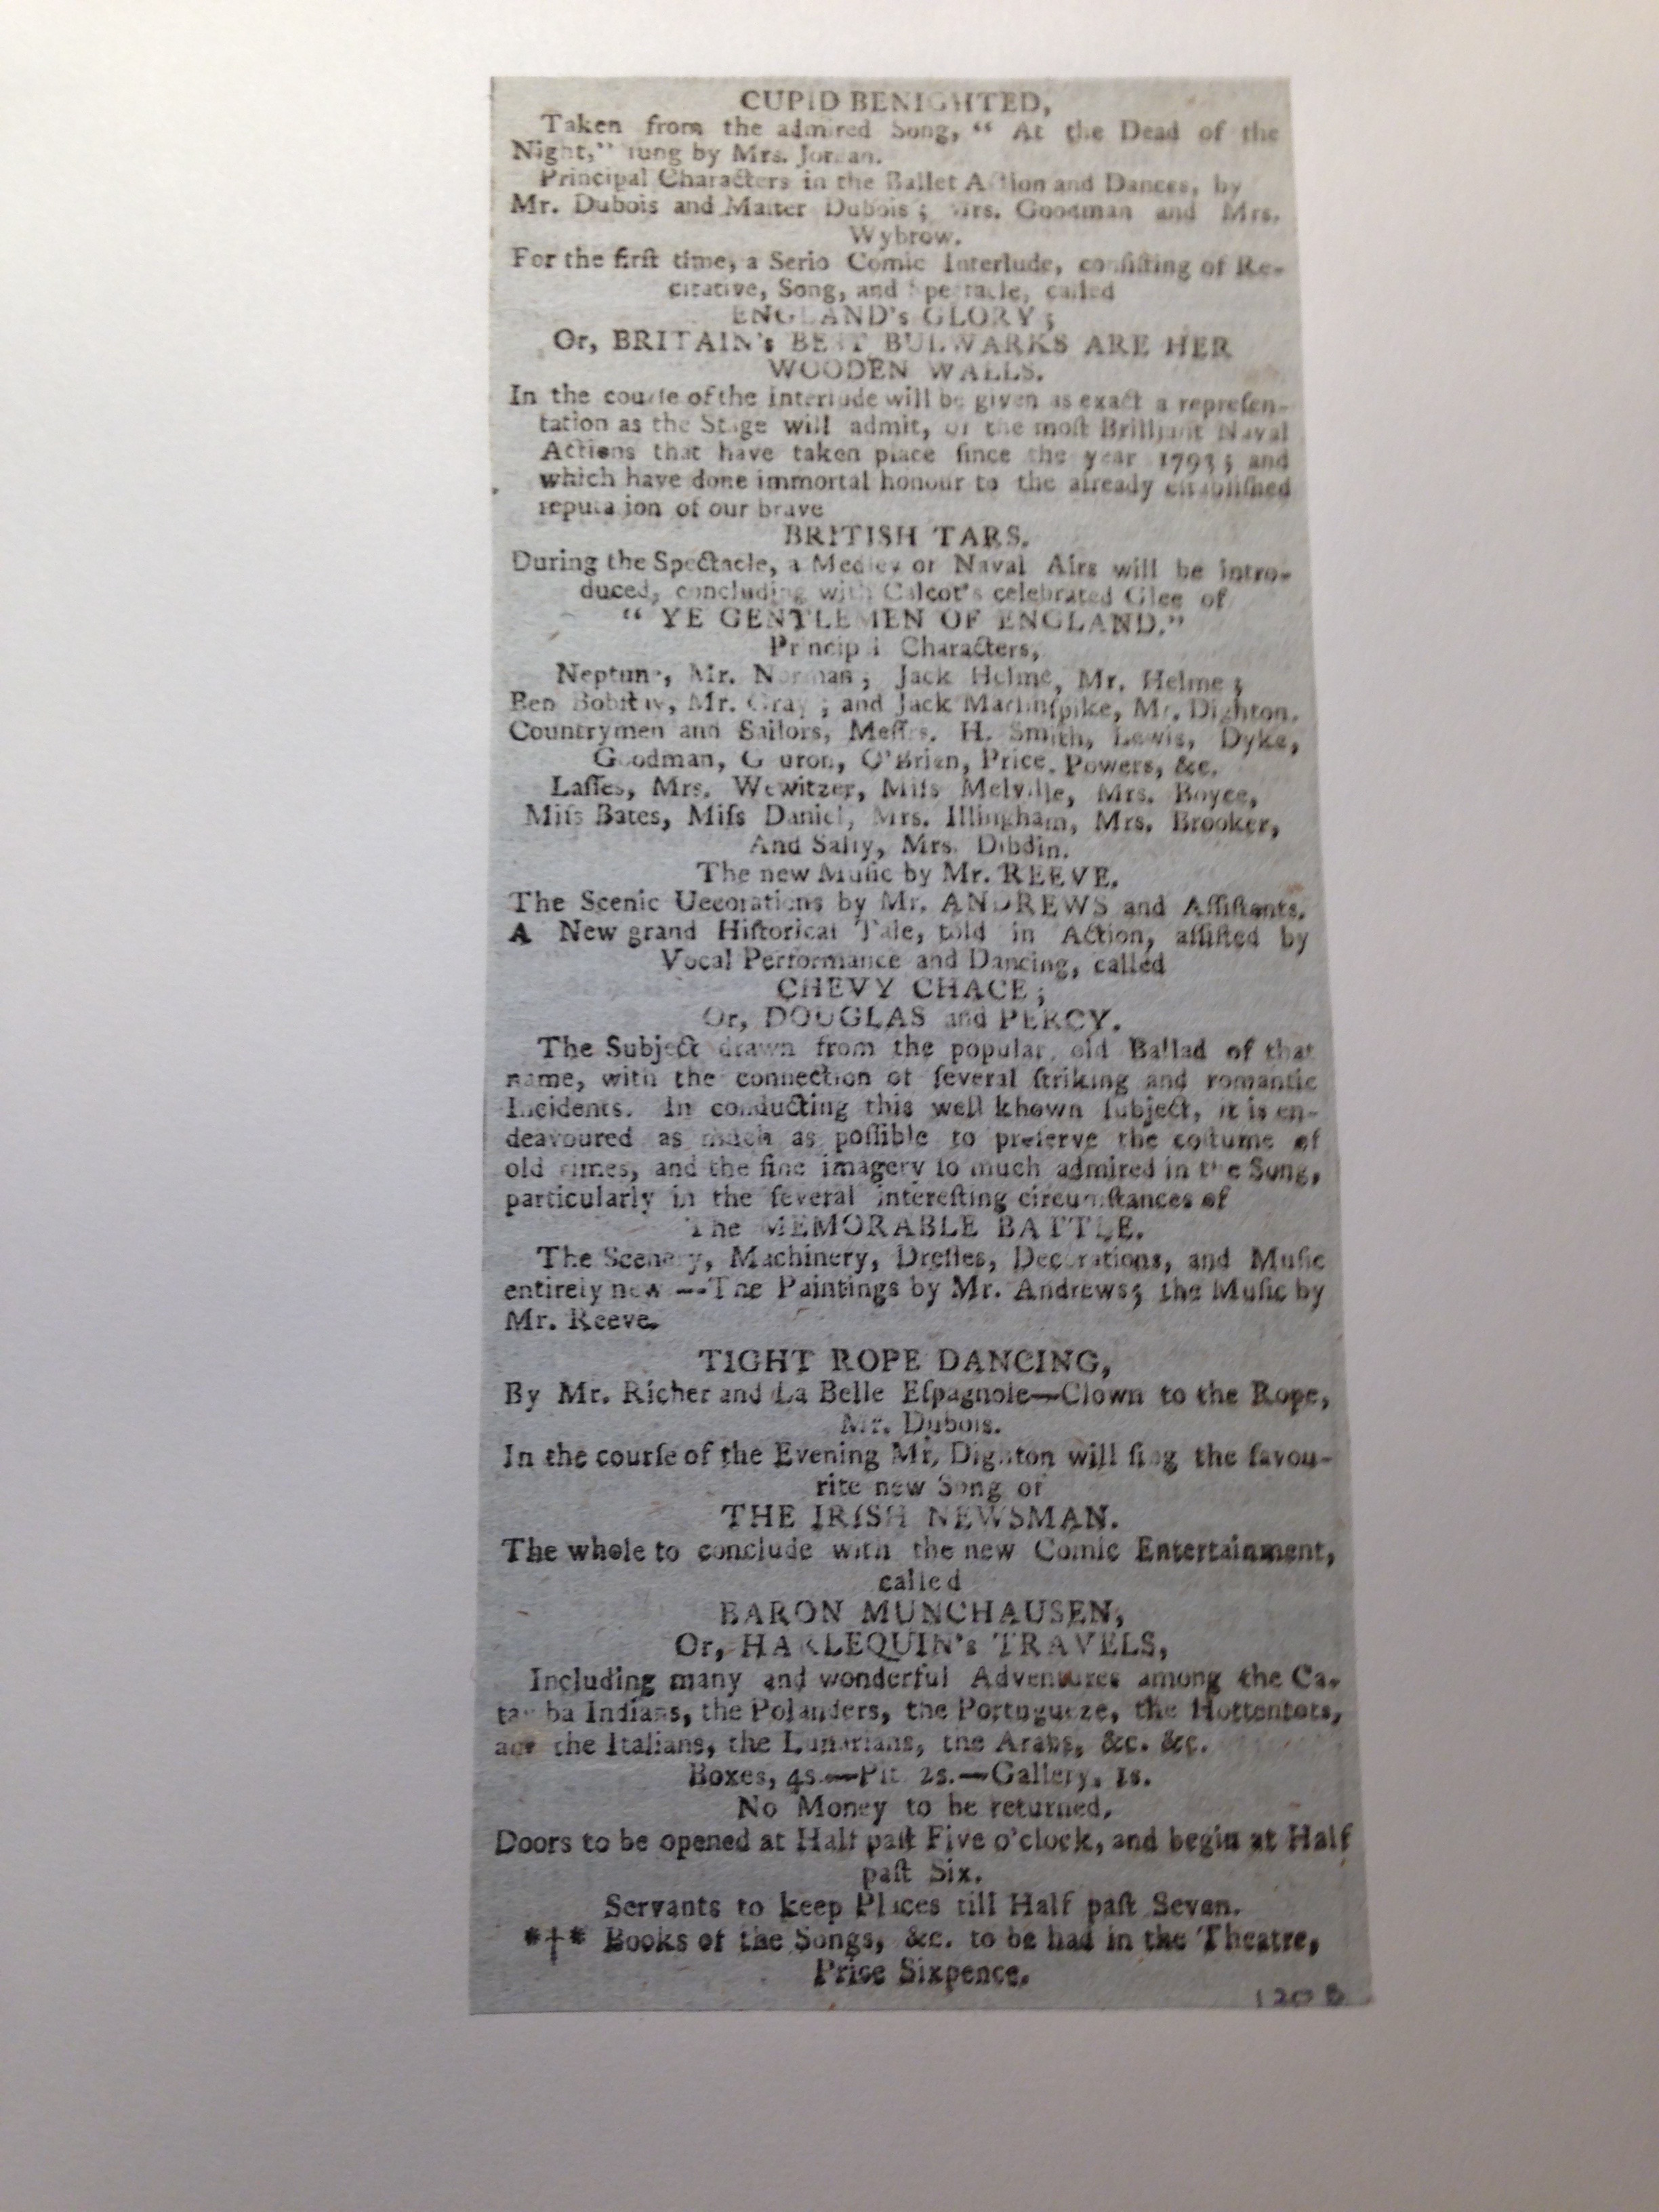 CUPID BENIGHTED,
Taken from the admired Song, “ At the Dead of the
Night,” sung by Mrs. Jordan.
Principal Characters in the Ballet Action and Dances, by
Mr. Dubois and Maſter Dubois ; Mrs. Goodman and Mrs.
Wybrow.
For the firſt time, a Serio Comic Interlude, conſiſting of Re-
citative, Song, and Spectacle, called
ENGLAND's GLORY ;
Or, BRITAIN's BEST BULWARKS ARE HER
WOODEN WALLS.
In the courſe of the Interlude will be given as exact a repreſen-
tation as the Stage will admit, of the moſt Brilliant Naval
Actions that have taken place ſince the year 1793 ; and
which have done immortal honour to the already eſtabliſhed
reputation of our brave
BRITISH TARS.
During the Spectacle, a Medley of Naval Airs will be intro-
duced, concluding with Calcot's celebrated Glee of
“ YE GENTLEMEN OF ENGLAND.”
Principal Characters,
Neptune, Mr. Norman ; Jack Helme, Mr. Helme ;
Ben Mr. Gray ; and Jack Marlinſpike, Mr. Dighton.
Countrymen and Sailors, Meſſrs. H. Smith, Lewis, Dyke,
Goodman, O'Brien, Price, Powers, &c.
Laſſes, Mrs. Wewitzer, Miſs Melville, Mrs. Boyce,
Miſs Bates, Miſs Daniel, Mrs. Illingham, Mrs. Brooker,
And Sally, Mrs. Dibdin.
The new Muſic by Mr. REEVE.
The Scenic Decorations by Mr. ANDREWS and Aſſiſtants.
A New grand Hiſtorical Tale, told in Action, aſſiſted by
Vocal Performance and Dancing, called
CHEVY CHACE ;
Or, DOUGLAS and PERCY.
The Subject drawn from the popular old Ballad of that
name, with the connection of ſeveral ſtriking and romantic
Incidents. In conducting this well known ſubject, it is en-
deavoured as much as poſſible to preſerve the coſtume of
old times, and the fine imagery ſo much admired in the Song,
particularly in the ſeveral intereſting circumſtances of
The MEMORABLE BATTLE.
The Scenery, Machinery, Dreſſes, Decorations, and Muſic
entirely new —The Paintings by Mr. Andrews; the Muſic by
Mr. Reeve.
TIGHT ROPE DANCING,
By Mr. Richer and La Belle Eſpagnole—Clown to the Rope,
Mr. Dubois.
In the courſe of the Evening Mr. Dighton will ſing the favou-
rite new Song of
THE IRISH NEWSMAN.
The whole to conclude with the new Comic Entertainment,
called
BARON MUNCHAUSEN,
Or, HARLEQUIN's TRAVELS,
Including many and wonderful Adventures among the Ca-
tawba Indians, the Polanders, the Portugueze, the Hottentots,
and the Italians, the Lunarians, the Arabs, &c. &c.
Boxes, 4s.—Pit 2s.—Gallery, 1s.
No Money to be returned.
Doors to be opened at Half paſt Five o'clock, and begin at Half
paſt Six.
Servants to keep Places till Half paſt Seven.
*†* Books of the Songs, &c. to be had in the Theatre,
Price Sixpence.